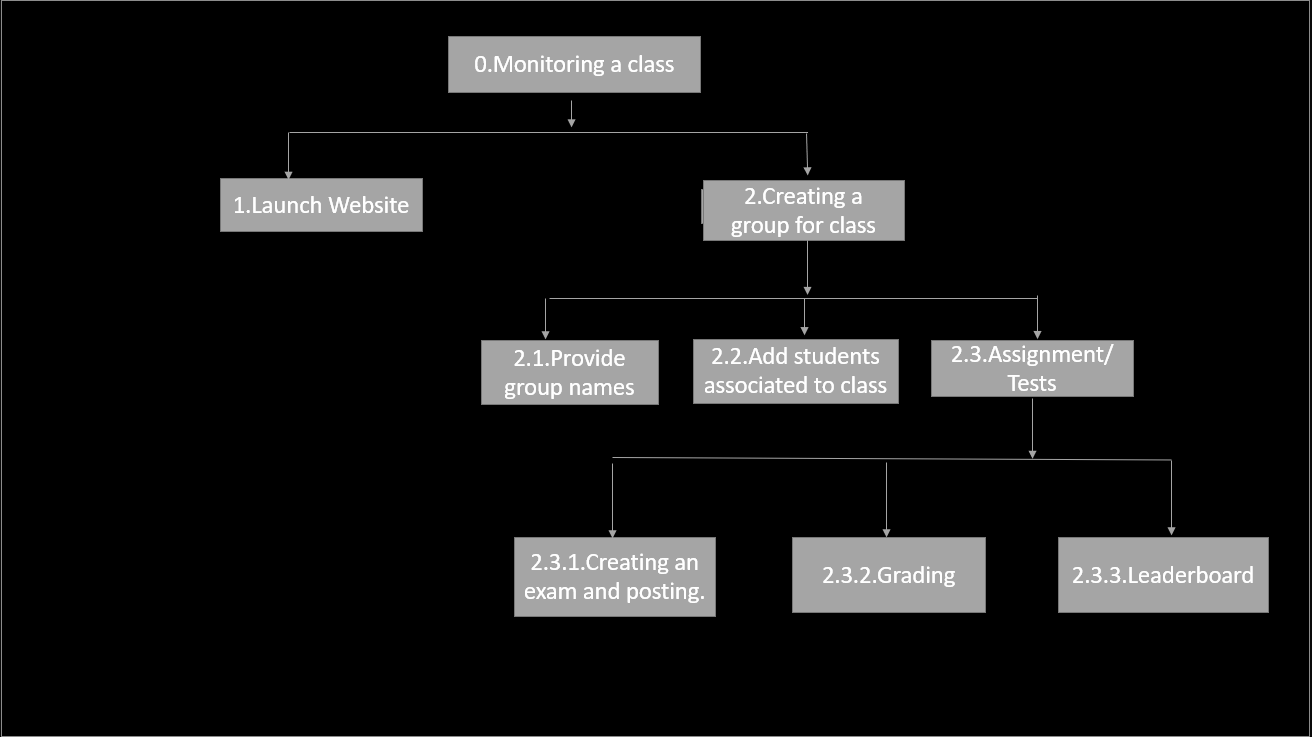 0.Monitoring a class
1.Launch Website
2.Creating a
group for class
2.1.Provide
group names
2.2.Add students
associated to class
2.3.Assignment/
Tests
2.3.1.Creating an
exam and posting.
2.3.2.Grading
2.3.3.Leaderboard